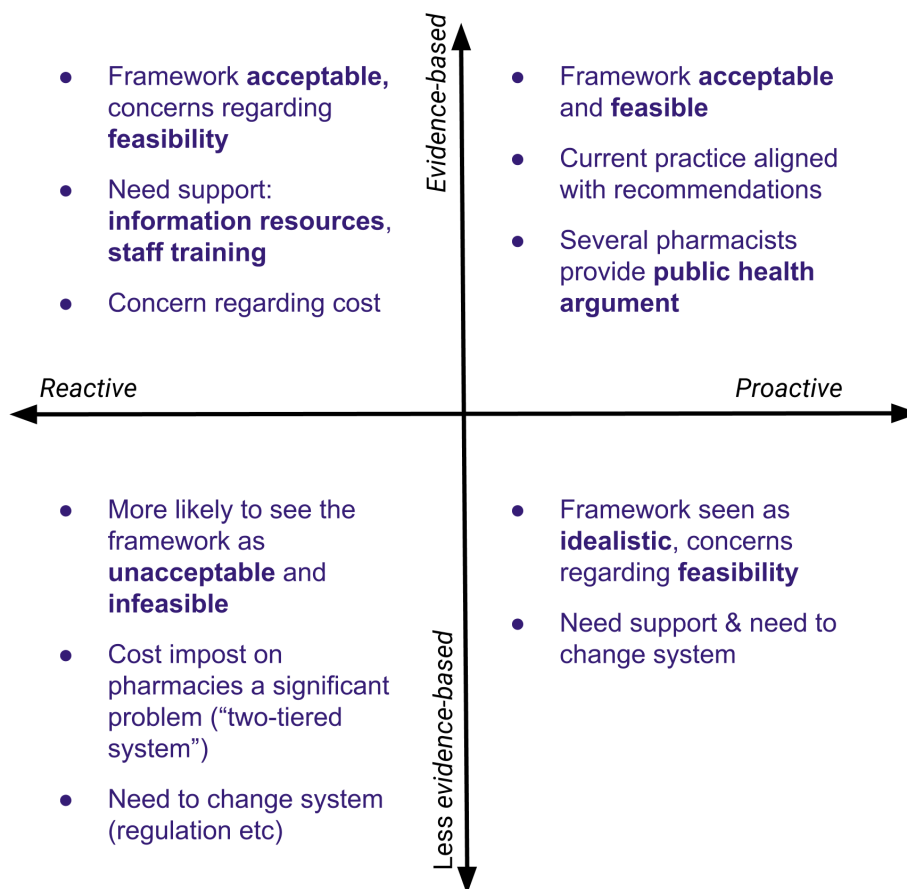 Evidence-based
● Framework acceptable,
concerns regarding
feasibility
● Need support:
information resources,
staff training
● Concern regarding cost
● Framework acceptable
and feasible
● Current practice aligned
with recommendations
● Several pharmacists
provide public health
argument
Reactive
Proactive
● More likely to see the
framework as
unacceptable and
infeasible
● Cost impost on
pharmacies a significant
problem (“two-tiered
system”)
● Need to change system
(regulation etc)
● Framework seen as
idealistic, concerns
regarding feasibility
● Need support & need to
change system
Less evidence-based